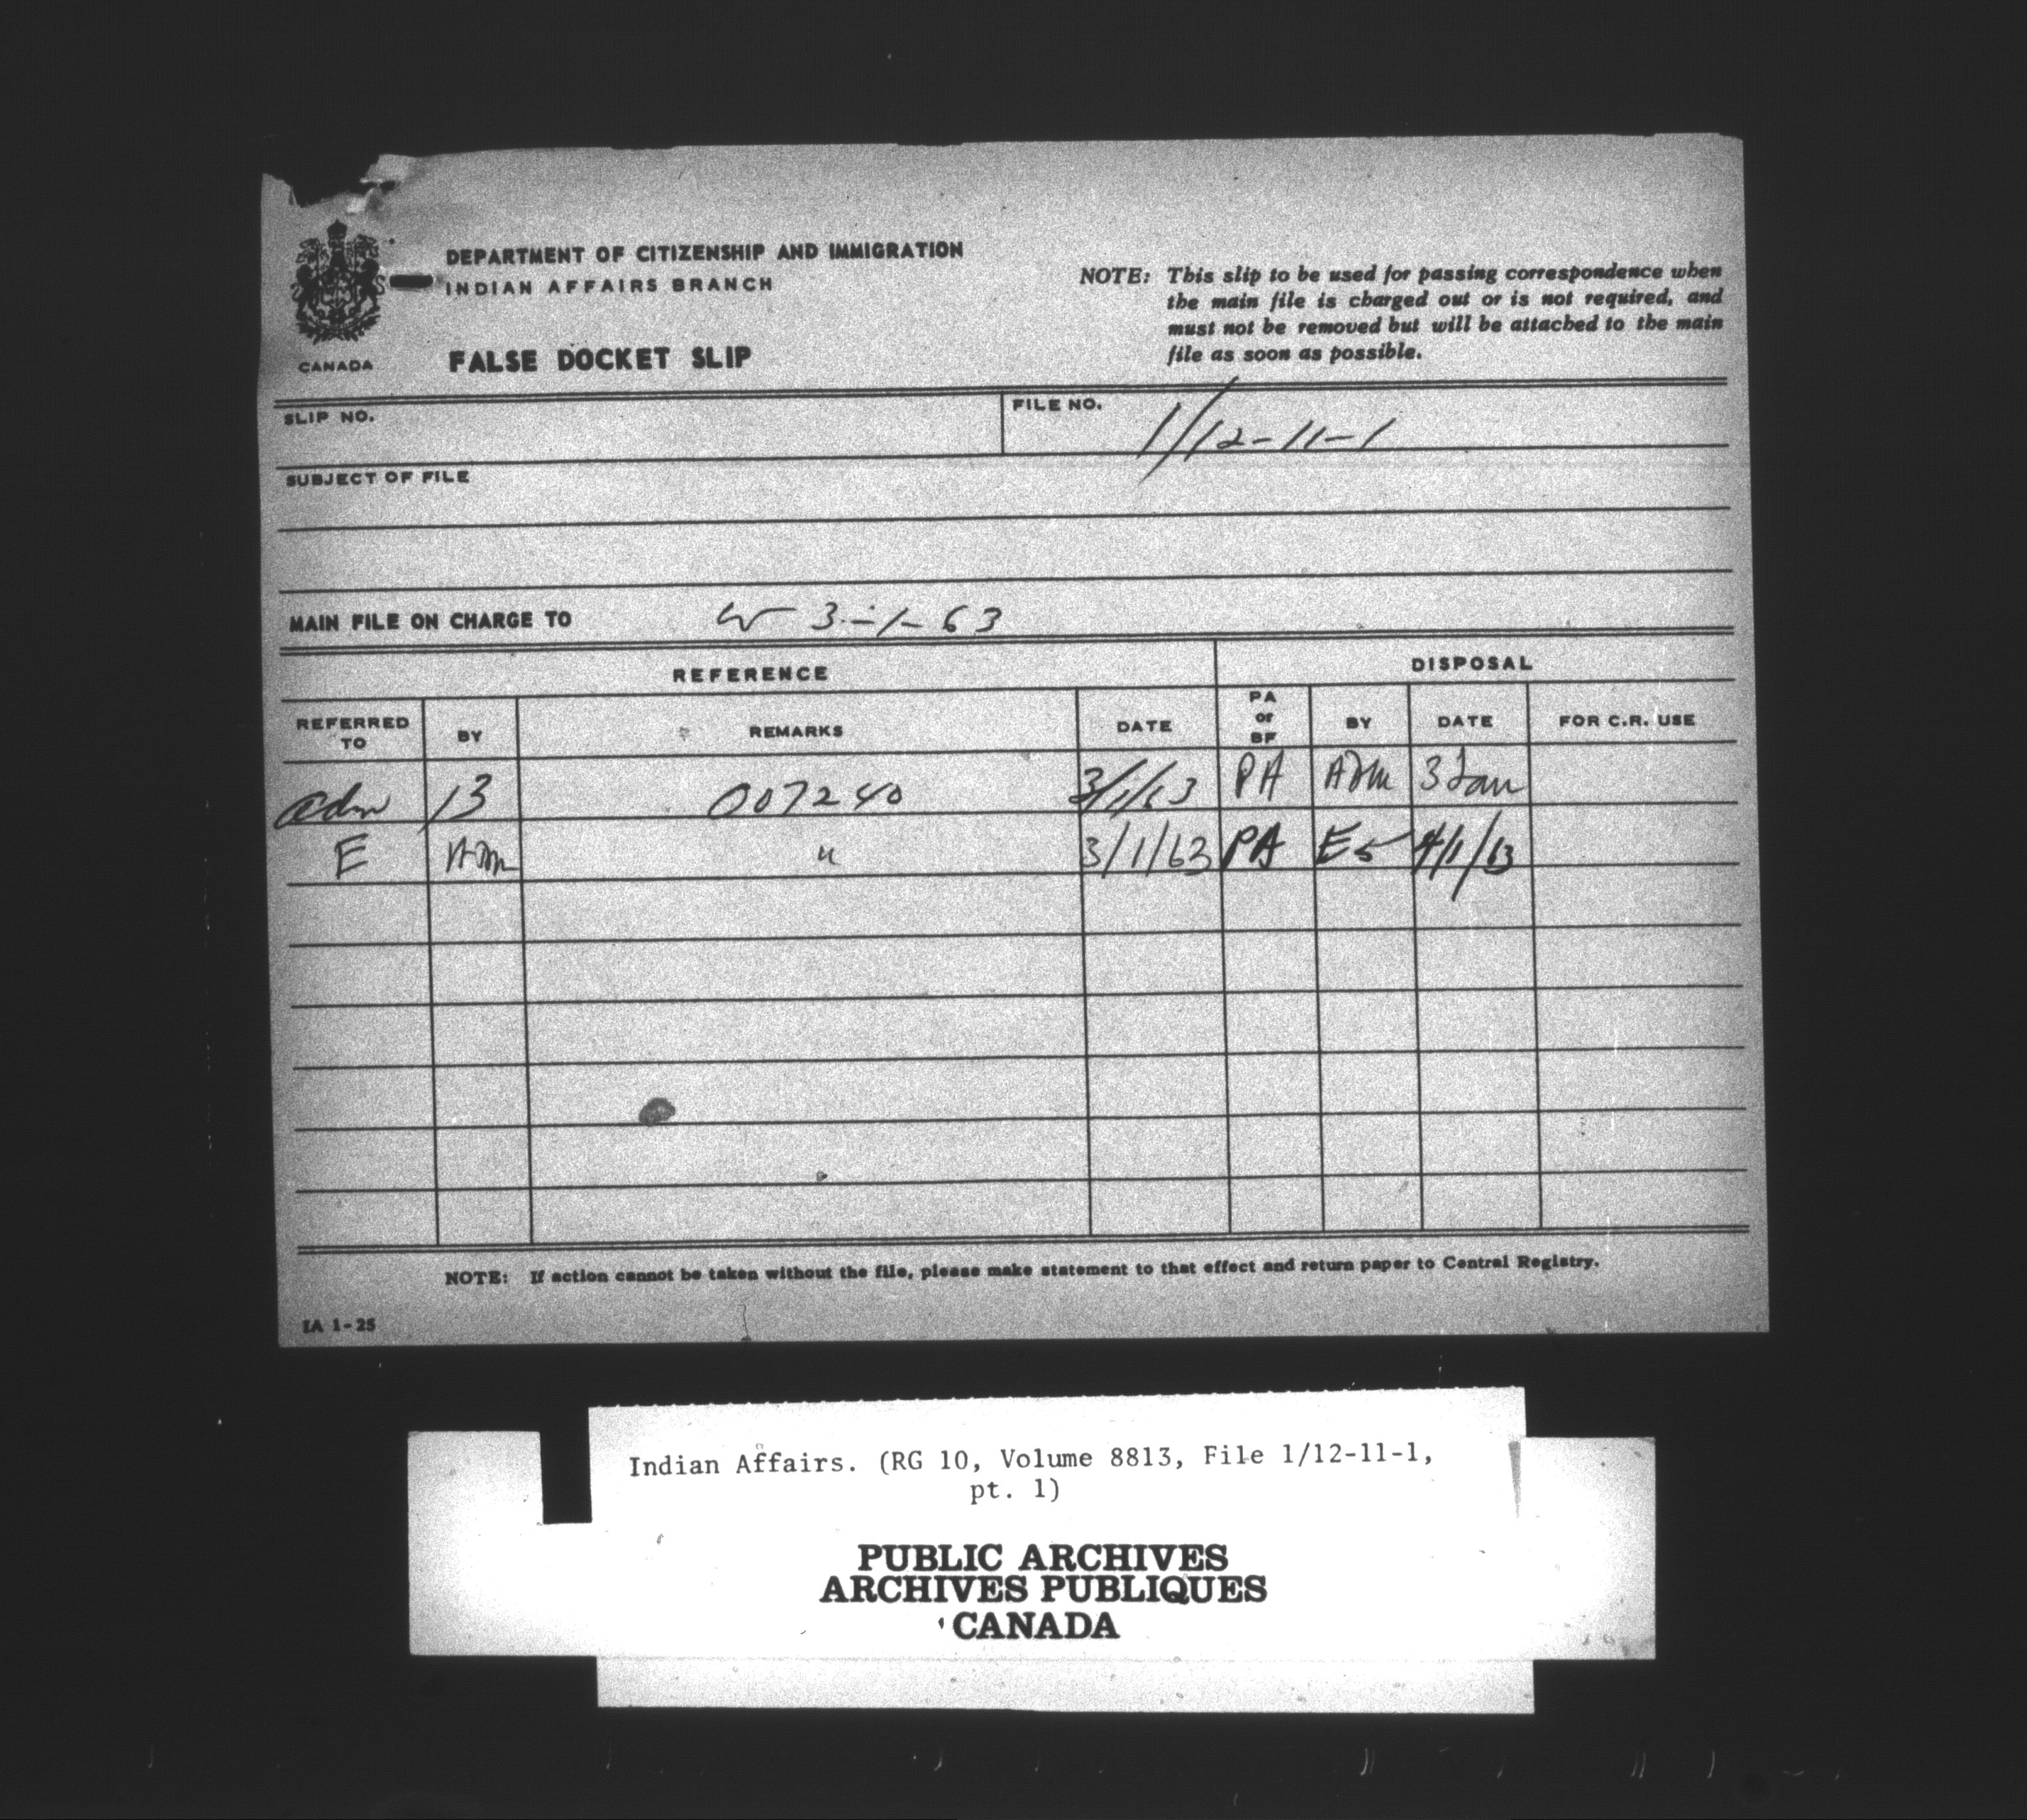 DEPARTMENT OF CITIZENSHIP AND IMMIGRATION
INDIAN AFFAIRS BRANCH
CANADA
FALSE DOCKET SLIP
NOTE: This slip to be used for passing correspondence when
the main file is charged out or is not required, and
must not be removed but will be attached to the main
file as soon as possible.
SLIP NO.
FILE NO. 1/12-11-1
SUBJECT OF FILE
MAIN FILE ON CHARGE TO W 3-1-63
REFERENCE DISPOSAL
REFERRED TO BY REMARKS DATE PA or BF BY DATE FOR C.R. USE
Adm 13 007240 3/1/63 PA Adm 3 Jan
E Adm " 3/1/63 PA E5 4/1/63
NOTE: If action cannot be taken without the file, please make statement to that effect and return paper to Central Registry.
IA 1-25
Indian Affairs. (RG 10, Volume 8813, File 1/12-11-1,
pt. 1)
PUBLIC ARCHIVES
ARCHIVES PUBLIQUES
CANADA